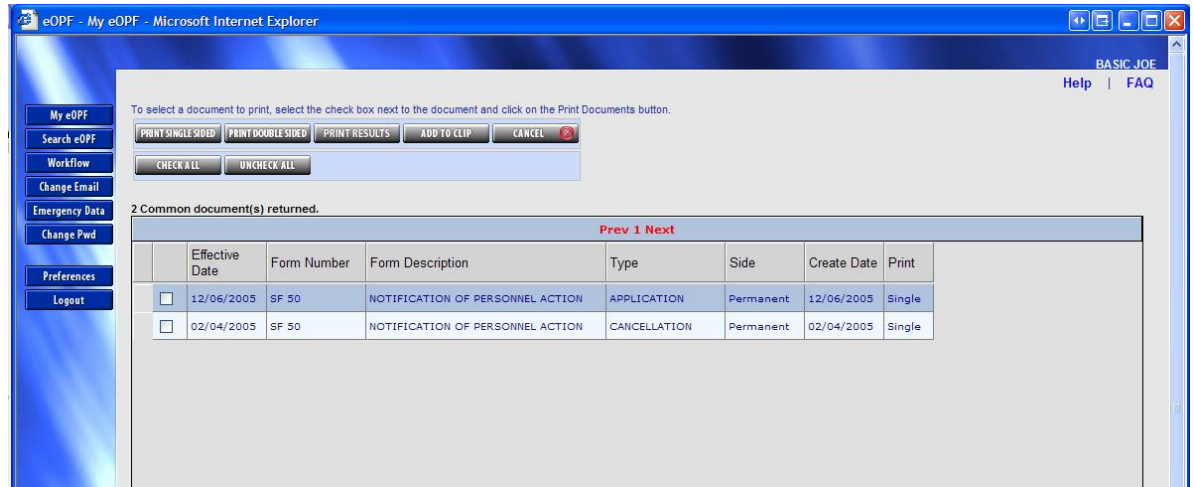 eOPF - My eOPF - Microsoft Internet Explorer
BASIC JOE
Help | FAQ
My eOPF
Search eOPF
Workflow
Change Email
Emergency Data
Change Pwd
Preferences
Logout
To select a document to print, select the check box next to the document and click on the Print Documents button.
PRINT SINGLE SIDED PRINT DOUBLE SIDED PRINT RESULTS ADD TO CLIP CANCEL
CHECK ALL UNCHECK ALL
2 Common document(s) returned.
Prev 1 Next
Effective Date Form Number Form Description Type Side Create Date Print
12/06/2005 SF 50 NOTIFICATION OF PERSONNEL ACTION APPLICATION Permanent 12/06/2005 Single
02/04/2005 SF 50 NOTIFICATION OF PERSONNEL ACTION CANCELLATION Permanent 02/04/2005 Single